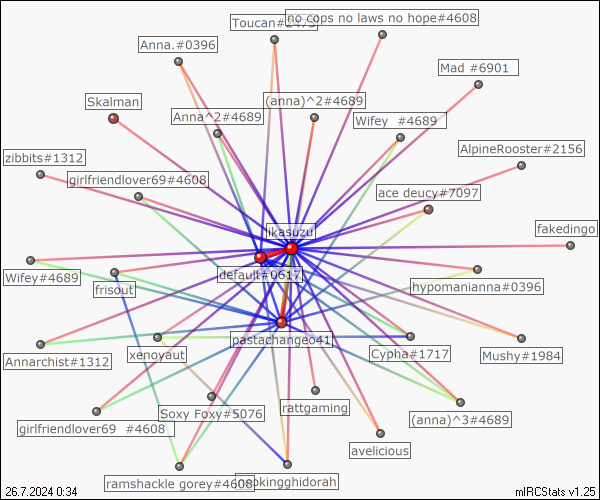 no cops no laws no hope#4608
Toucan#2473
Anna.#0396
Mad #6901
Skalman
(anna)^2#4689
Anna^2#4689
Wifey  #4689
AlpineRooster#2156
zibbits#1312
girlfriendlover69#4608
ace deucy#7097
fakedingo
ikasuzu
default#0617
Wifey#4689
frisout
hypomanianna#0396
pastachangeo41
Annarchist#1312
xenoyaut
Cypha#1717
Mushy#1984
Soxy Foxy#5076
rattgaming
girlfriendlover69  #4608
(anna)^3#4689
avelicious
ramshackle gorey#4608
26.7.2024 0:34
mIRCStats v1.25